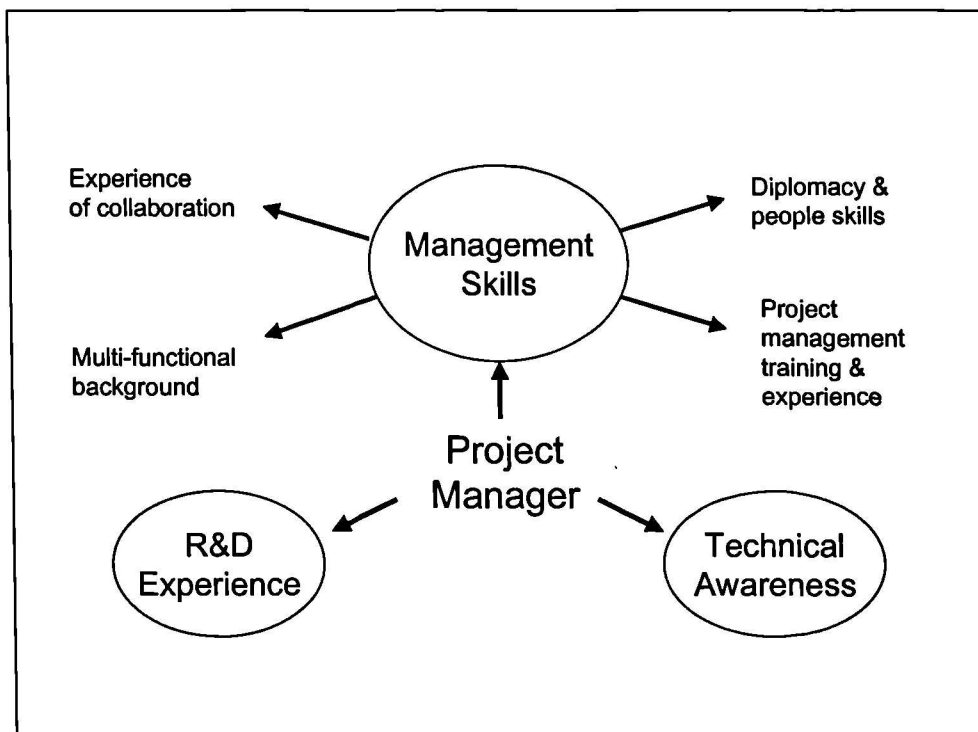 Experience
of collaboration
Diplomacy &
people skills
Management
Skills
Multi-functional
background
Project
management
training &
experience
Project
Manager
R&D
Experience
Technical
Awareness